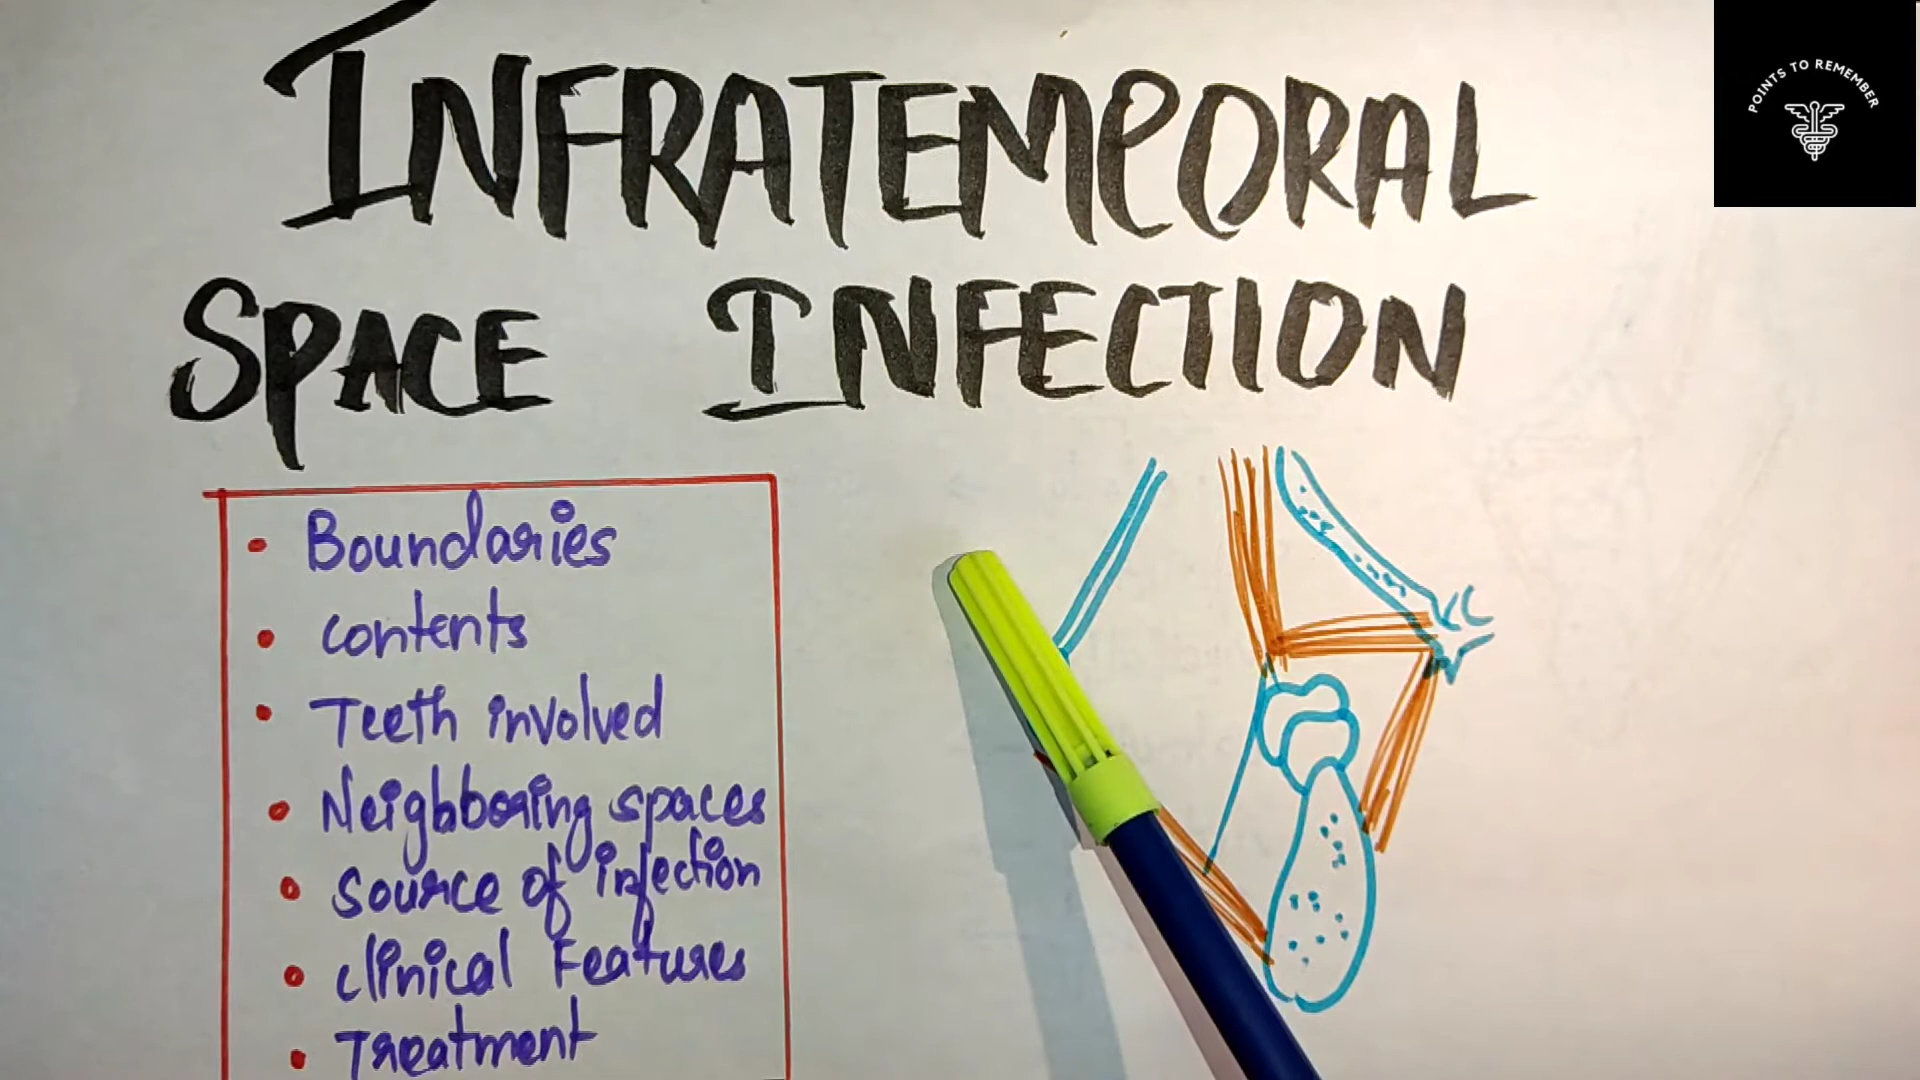 INFRATEMPORAL
SPACE INFECTION
POINTS TO REMEMBER
• Boundaries
• contents
• Teeth involved
• Neighboring spaces
• source of infection
• clinical Features
• Treatment